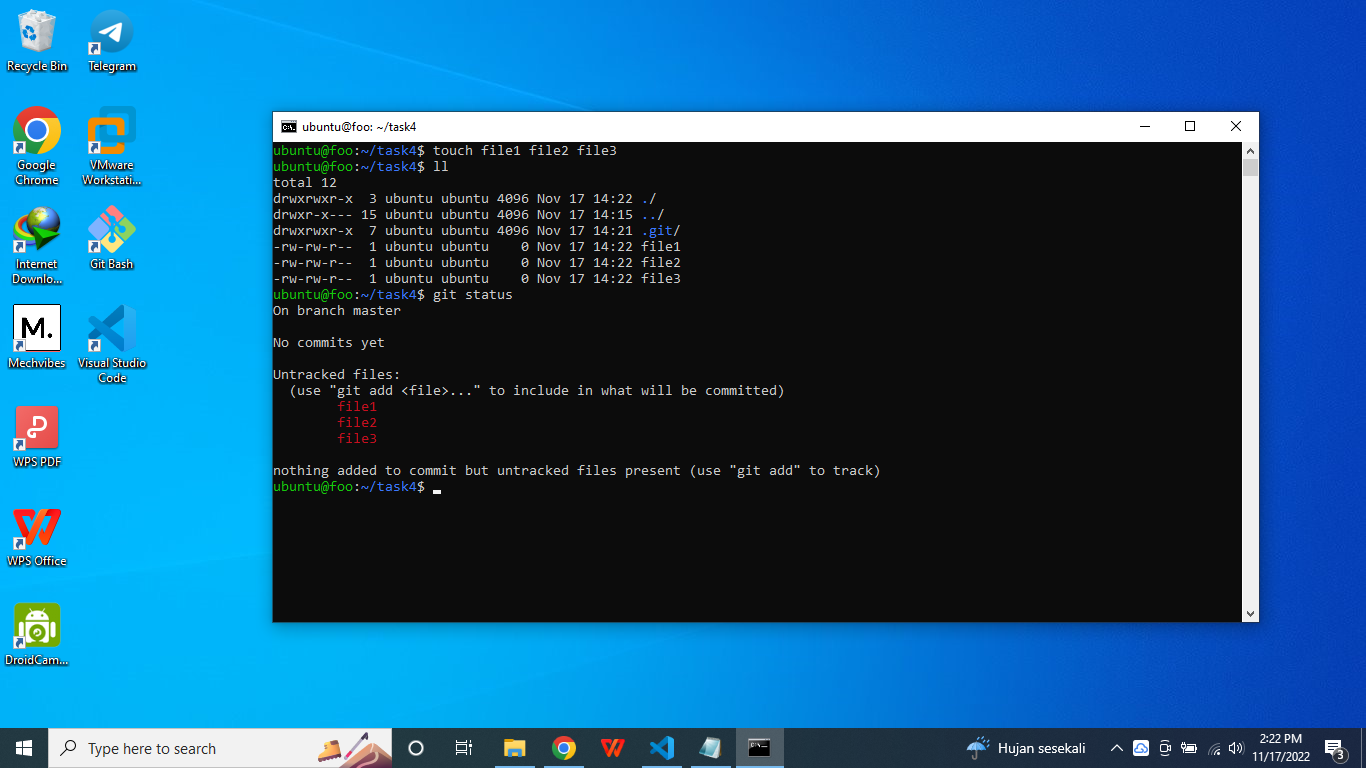 Recycle Bin
Telegram
Google Chrome
VMware Workstati...
Internet Downlo...
Git Bash
Mechvibes
M.
Visual Studio Code
WPS PDF
WPS Office
DroidCam...
ubuntu@foo: ~/task4
ubuntu@foo:~/task4$ touch file1 file2 file3
ubuntu@foo:~/task4$ ll
total 12
drwxrwxr-x  3 ubuntu ubuntu 4096 Nov 17 14:22 ./
drwxr-x--- 15 ubuntu ubuntu 4096 Nov 17 14:15 ../
drwxrwxr-x  7 ubuntu ubuntu 4096 Nov 17 14:21 .git/
-rw-rw-r--  1 ubuntu ubuntu    0 Nov 17 14:22 file1
-rw-rw-r--  1 ubuntu ubuntu    0 Nov 17 14:22 file2
-rw-rw-r--  1 ubuntu ubuntu    0 Nov 17 14:22 file3
ubuntu@foo:~/task4$ git status
On branch master
No commits yet
Untracked files:
  (use "git add <file>..." to include in what will be committed)
        file1
        file2
        file3
nothing added to commit but untracked files present (use "git add" to track)
ubuntu@foo:~/task4$
Type here to search
Hujan sesekali
2:22 PM
11/17/2022
3